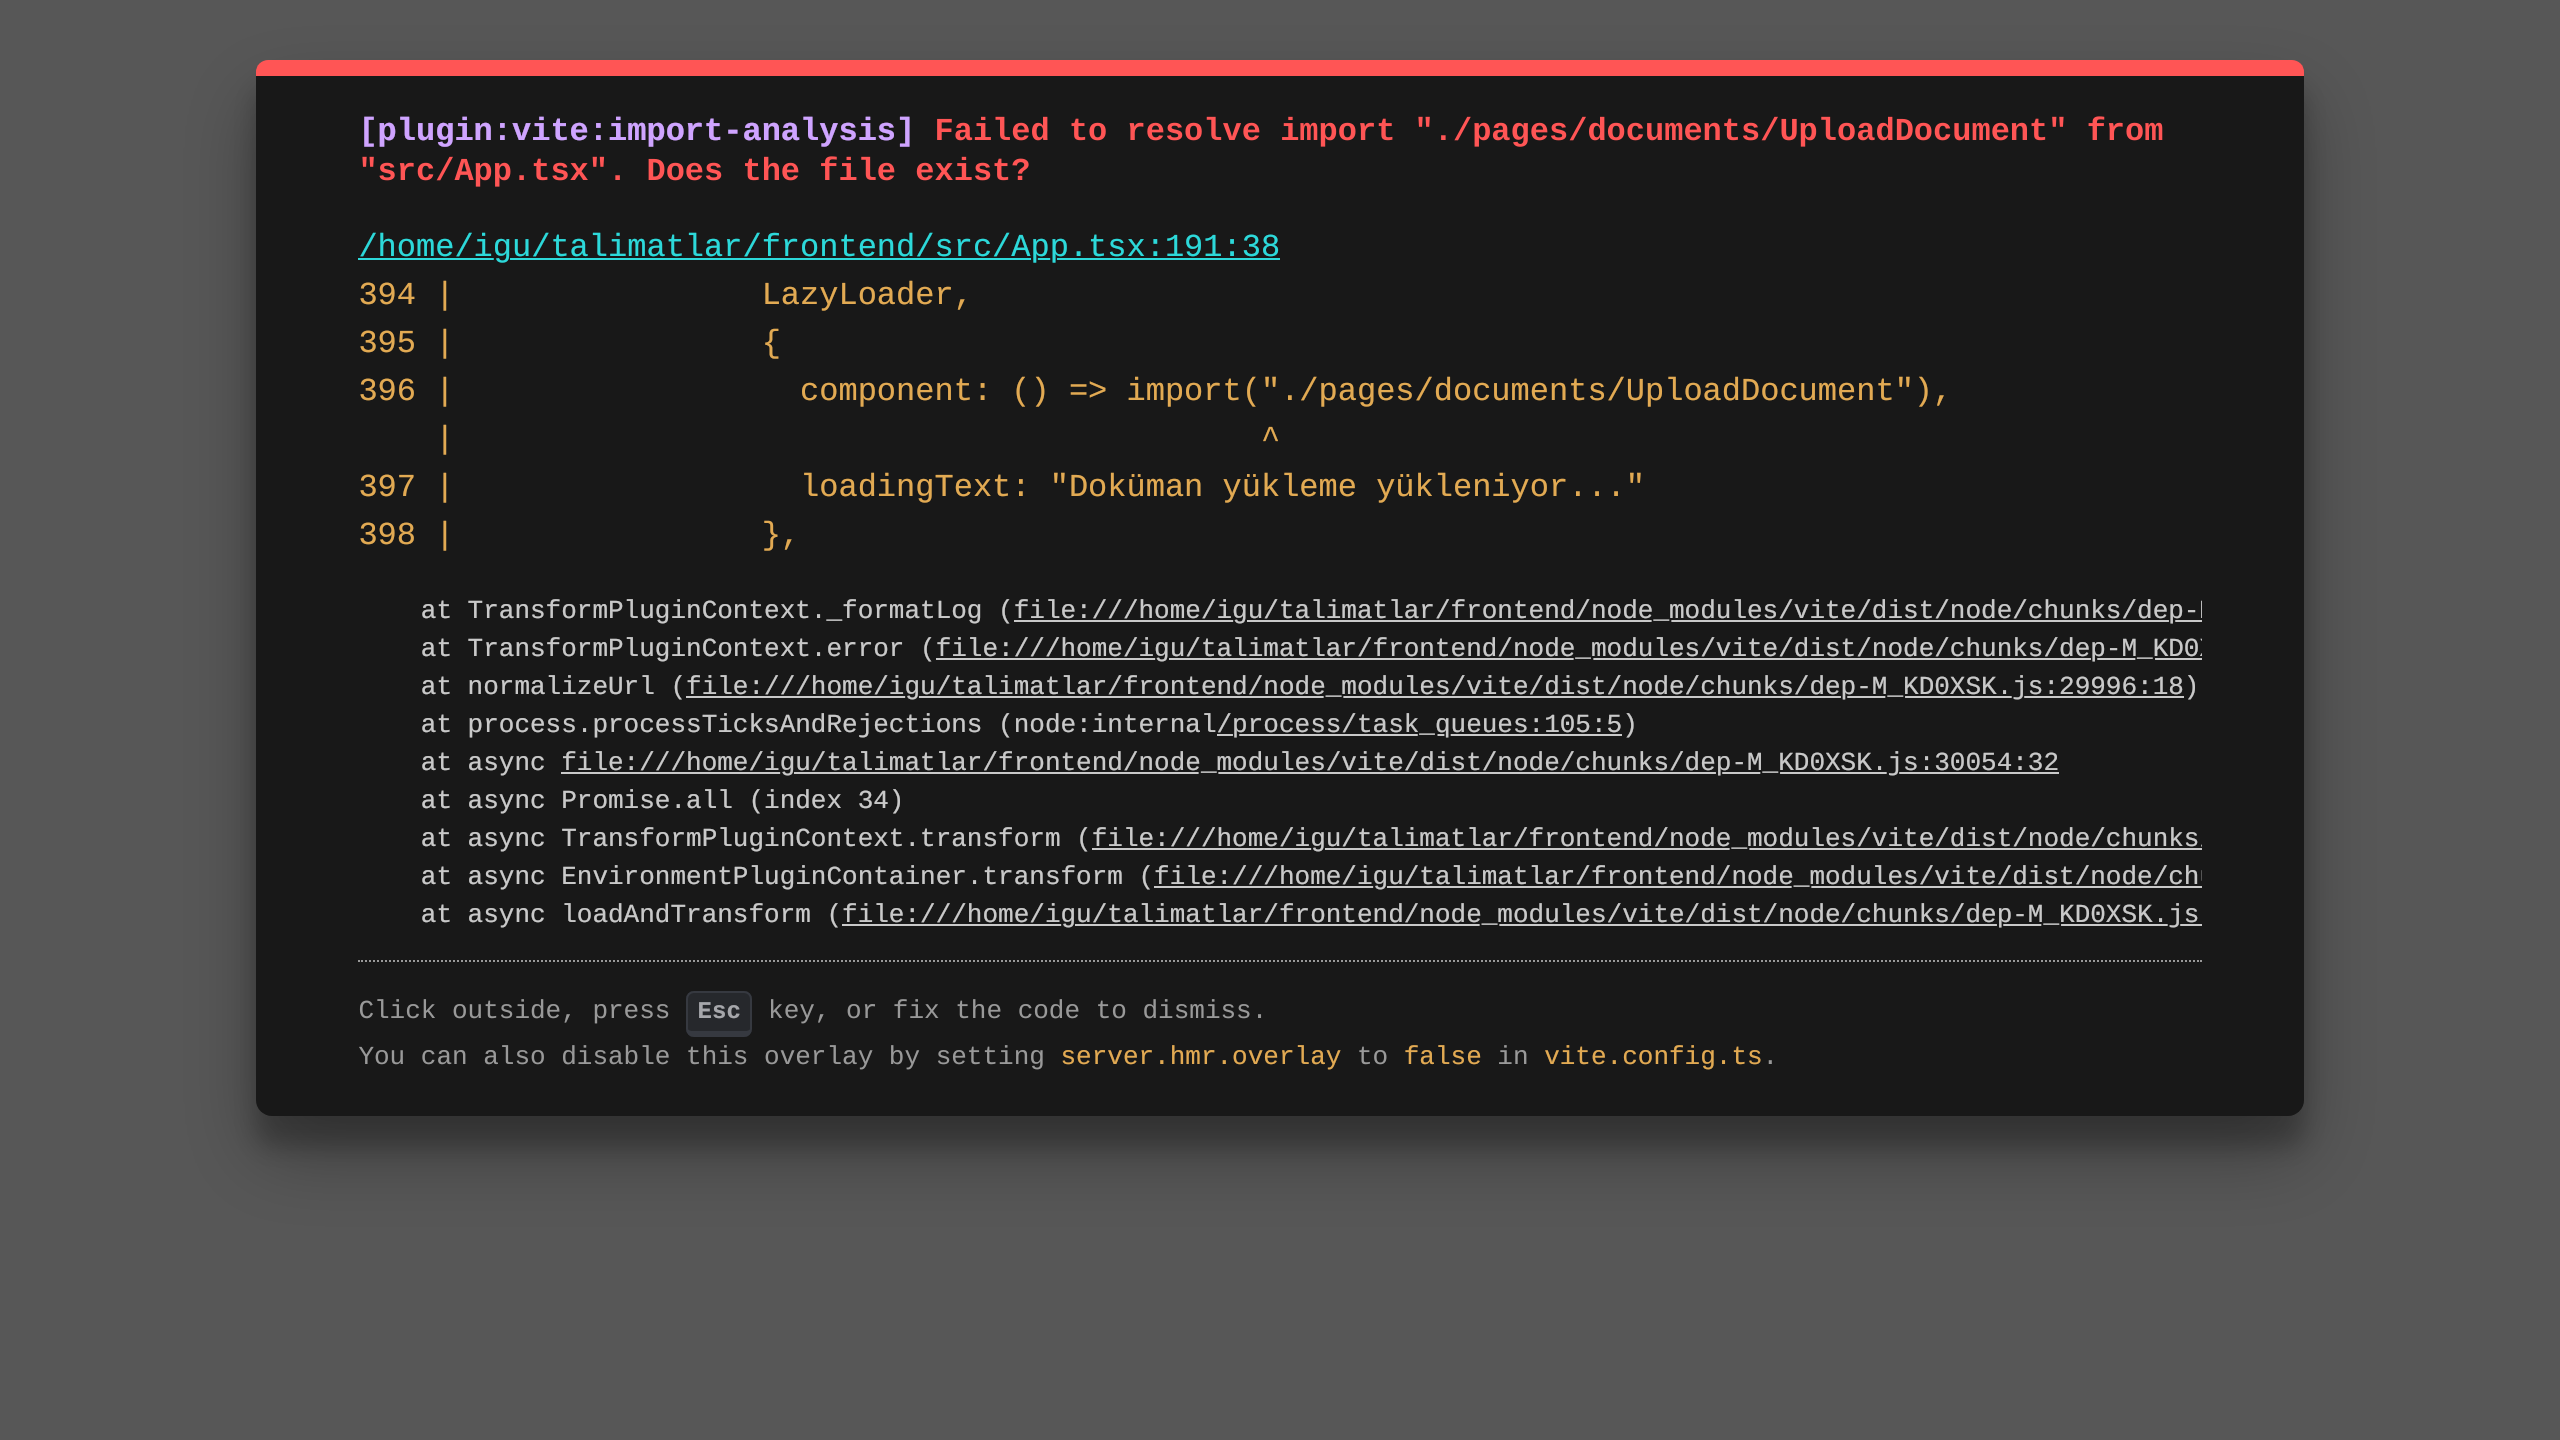 [plugin:vite:import-analysis] Failed to resolve import "./pages/documents/UploadDocument" from
"src/App.tsx". Does the file exist?
/home/igu/talimatlar/frontend/src/App.tsx:191:38
394 |                LazyLoader,
395 |                {
396 |                  component: () => import("./pages/documents/UploadDocument"),
    |                                          ^
397 |                  loadingText: "Doküman yükleme yükleniyor..."
398 |                },
at TransformPluginContext._formatLog (file:///home/igu/talimatlar/frontend/node_modules/vite/dist/node/chunks/dep-
at TransformPluginContext.error (file:///home/igu/talimatlar/frontend/node_modules/vite/dist/node/chunks/dep-M_KD0X
at normalizeUrl (file:///home/igu/talimatlar/frontend/node_modules/vite/dist/node/chunks/dep-M_KD0XSK.js:29996:18)
at process.processTicksAndRejections (node:internal/process/task_queues:105:5)
at async file:///home/igu/talimatlar/frontend/node_modules/vite/dist/node/chunks/dep-M_KD0XSK.js:30054:32
at async Promise.all (index 34)
at async TransformPluginContext.transform (file:///home/igu/talimatlar/frontend/node_modules/vite/dist/node/chunks
at async EnvironmentPluginContainer.transform (file:///home/igu/talimatlar/frontend/node_modules/vite/dist/node/ch
at async loadAndTransform (file:///home/igu/talimatlar/frontend/node_modules/vite/dist/node/chunks/dep-M_KD0XSK.js
Click outside, press Esc key, or fix the code to dismiss.
You can also disable this overlay by setting server.hmr.overlay to false in vite.config.ts.